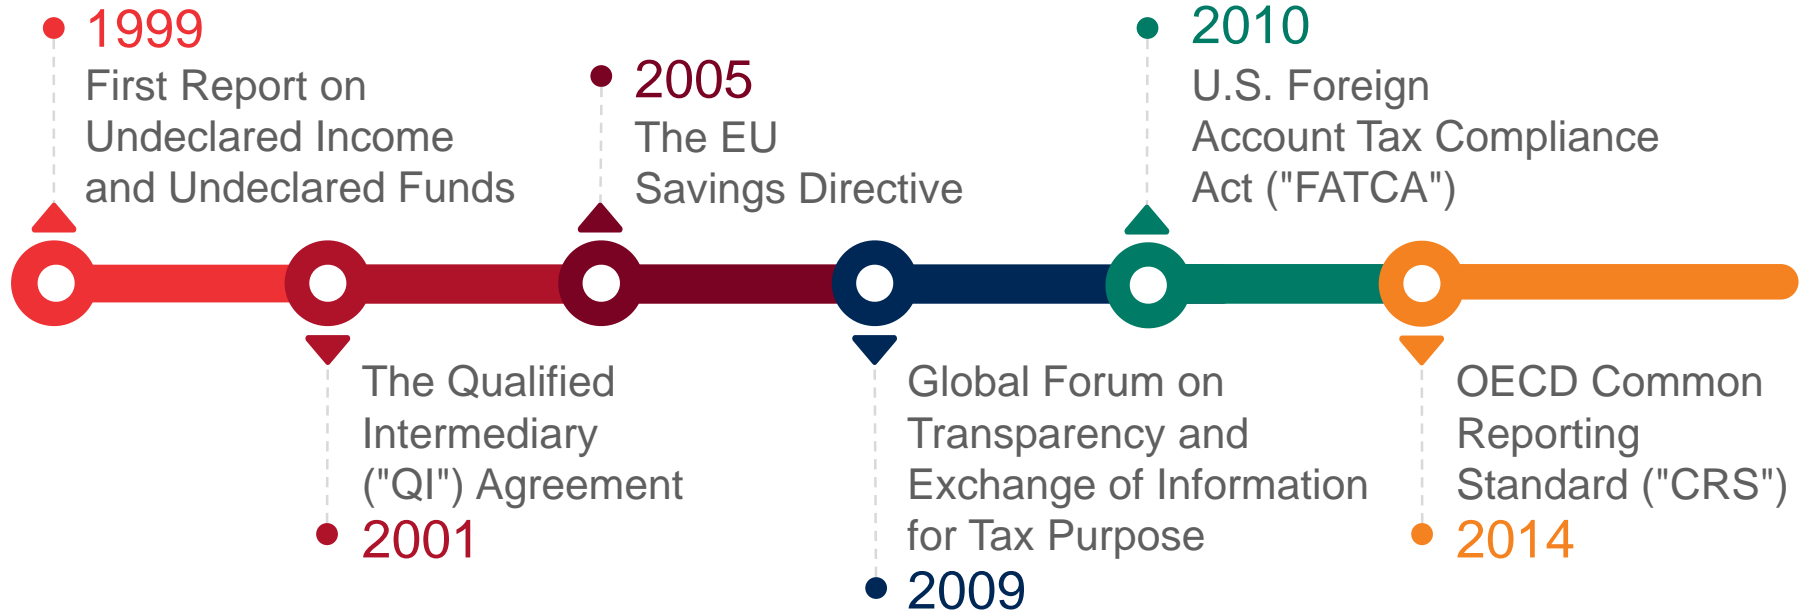 1999
First Report on
Undeclared Income
and Undeclared Funds
The Qualified
Intermediary
("QI") Agreement
2001
2005
The EU
Savings Directive
Global Forum on
Transparency and
Exchange of Information
for Tax Purpose
2009
2010
U.S. Foreign
Account Tax Compliance
Act ("FATCA")
OECD Common
Reporting
Standard ("CRS")
2014